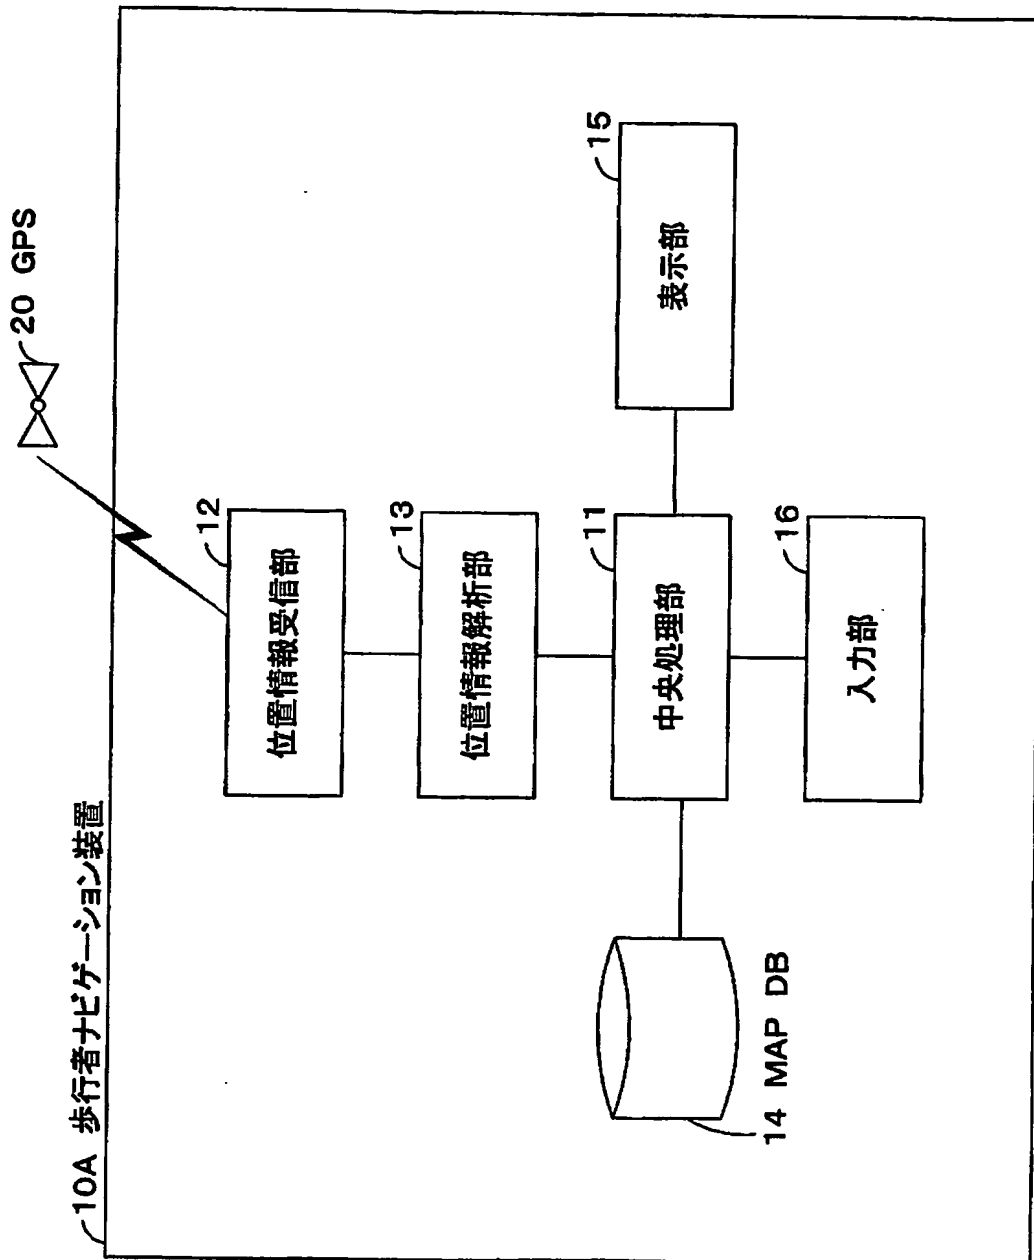 10A 歩行者ナビゲーション装置
20 GPS
12
位置情報受信部
13
位置情報解析部
11
中央処理部
15
表示部
16
入力部
14 MAP DB